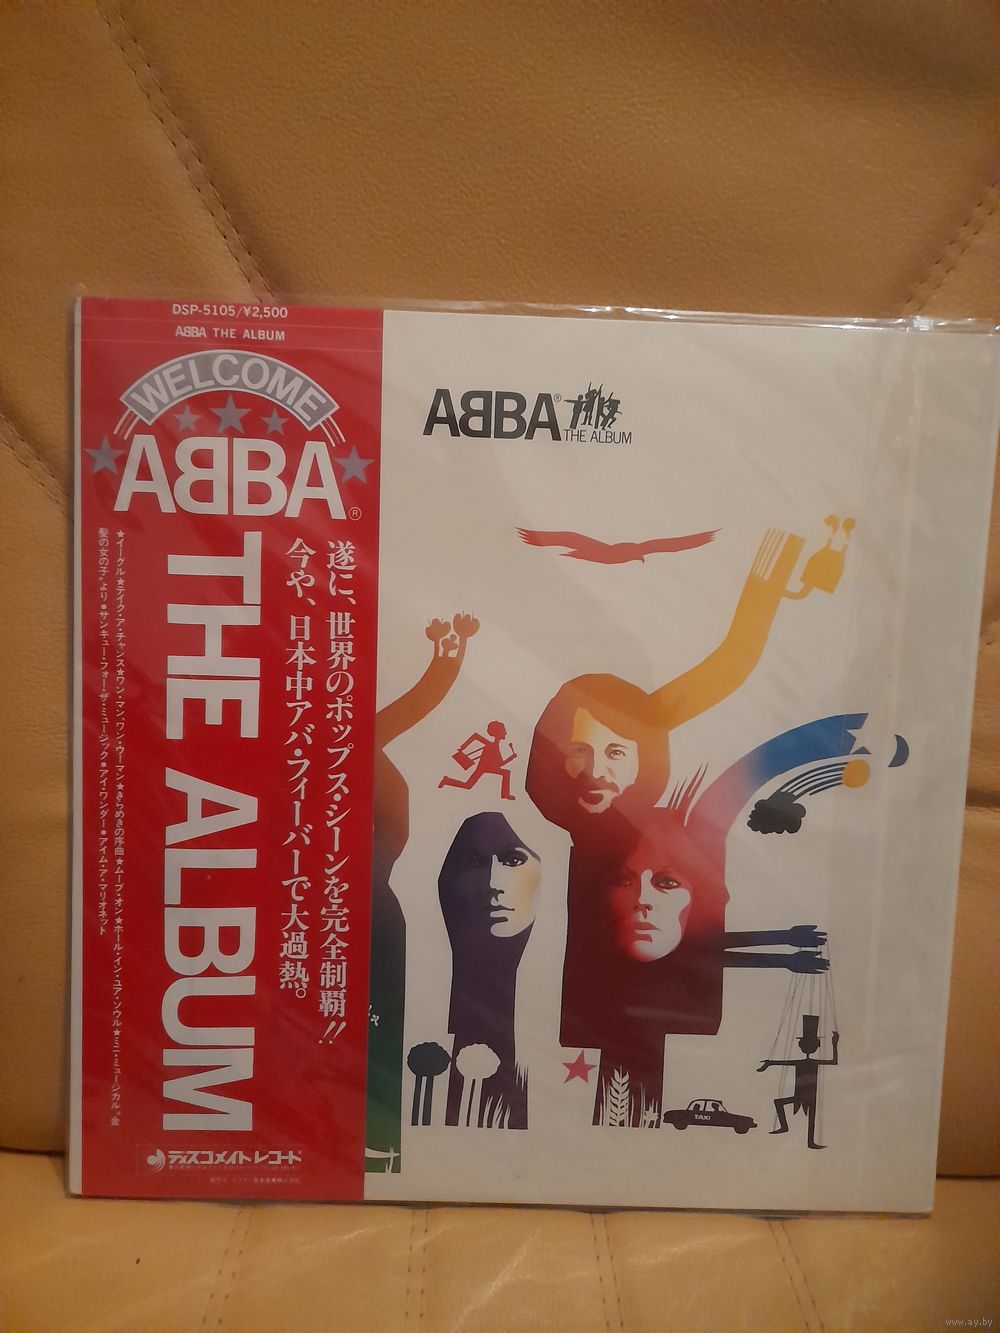 DSP-5105/¥2,500
ABBA THE ALBUM
WELCOME
ABBA®
THE ALBUM
遂に、世界のポップス・シーンを完全制覇!!
今や、日本中アバ・フィーバーで大過熱。
★イーグル★テイク・ア・チャンス★ワン・マン、ワン・ウーマン★きらめきの序曲★ムーブ・オン★ホール・イン・ユア・ソウル★ミニ・ミュージカル“金
髪の女の子”より●サンキュー・フォー・ザ・ミュージック●アイ・ワンダー●アイム・ア・マリオネット
ディスコメイト レコード
ABBA®
THE ALBUM
TAXI
www.ay.by